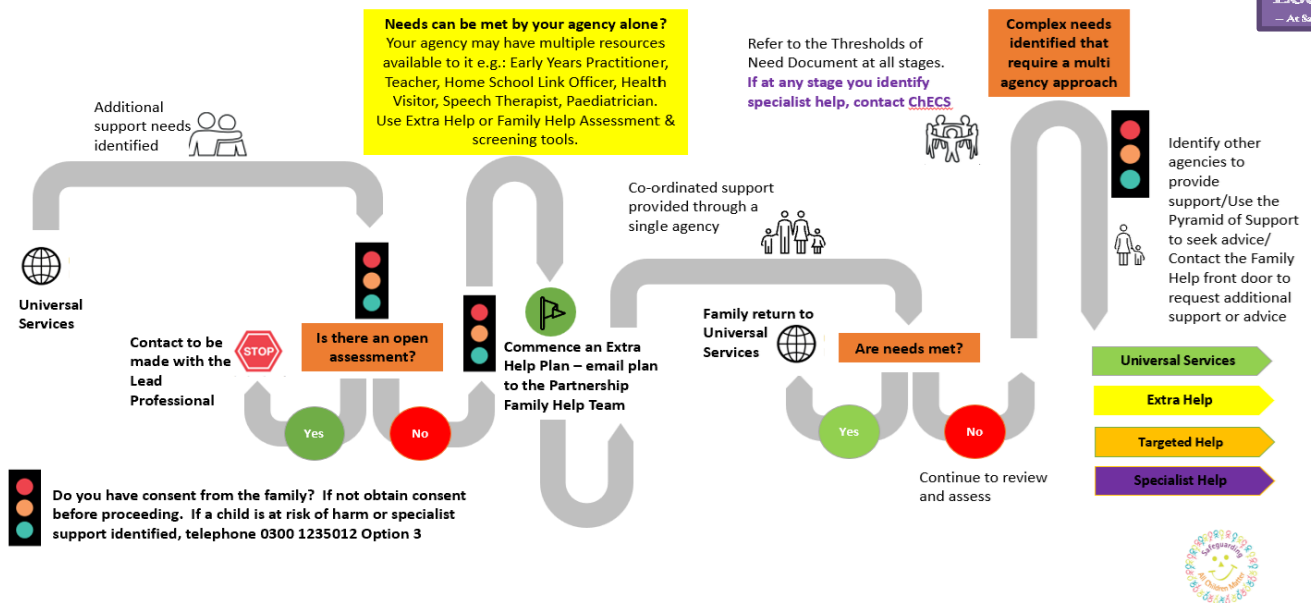 — At Sa
Needs can be met by your agency alone?
Your agency may have multiple resources
available to it e.g.: Early Years Practitioner,
Teacher, Home School Link Officer, Health
Visitor, Speech Therapist, Paediatrician.
Use Extra Help or Family Help Assessment &
screening tools.
Refer to the Thresholds of
Need Document at all stages.
If at any stage you identify
specialist help, contact ChECS
Complex needs
identified that
require a multi
agency approach
Additional
support needs
identified
Identify other
agencies to
provide
support/Use the
Pyramid of Support
to seek advice/
Contact the Family
Help front door to
request additional
support or advice
Co-ordinated support
provided through a
single agency
Universal
Services
Contact to be
made with the
Lead
Professional
STOP
Is there an open
assessment?
Yes
No
Commence an Extra
Help Plan – email plan
to the Partnership
Family Help Team
Family return to
Universal
Services
Are needs met?
Yes
No
Continue to review
and assess
Universal Services
Extra Help
Targeted Help
Specialist Help
Do you have consent from the family? If not obtain consent
before proceeding. If a child is at risk of harm or specialist
support identified, telephone 0300 1235012 Option 3
Safeguarding
All Children Matter